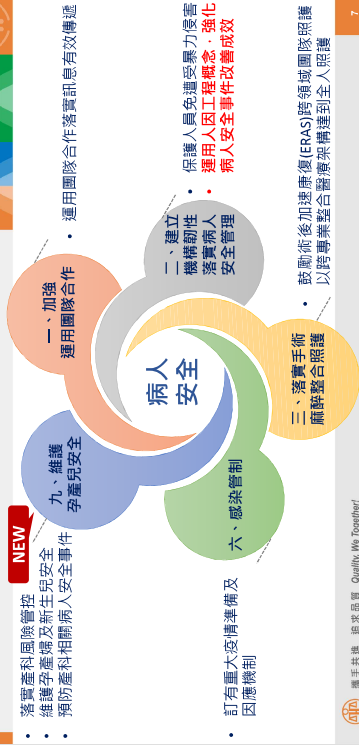 NEW
• 落實產科風險管控
• 維護孕產婦及新生兒安全
• 預防產科相關病人安全事件
九、維護
孕產兒安全
一、加強
運用團隊合作
• 運用團隊合作落實訊息有效傳遞
病人
安全
二、建立
機構韌性
落實病人
安全管理
• 保護人員免遭受暴力侵害
• 運用人因工程概念，強化
病人安全事件改善成效
六、感染管制
• 訂有重大疫情準備及
因應機制
三、落實手術
麻醉整合照護
• 鼓勵術後加速康復(ERAS)跨領域團隊照護
以跨專業整合醫療架構達到全人照護
攜手共進 追求品質 Quality, We Together!
7